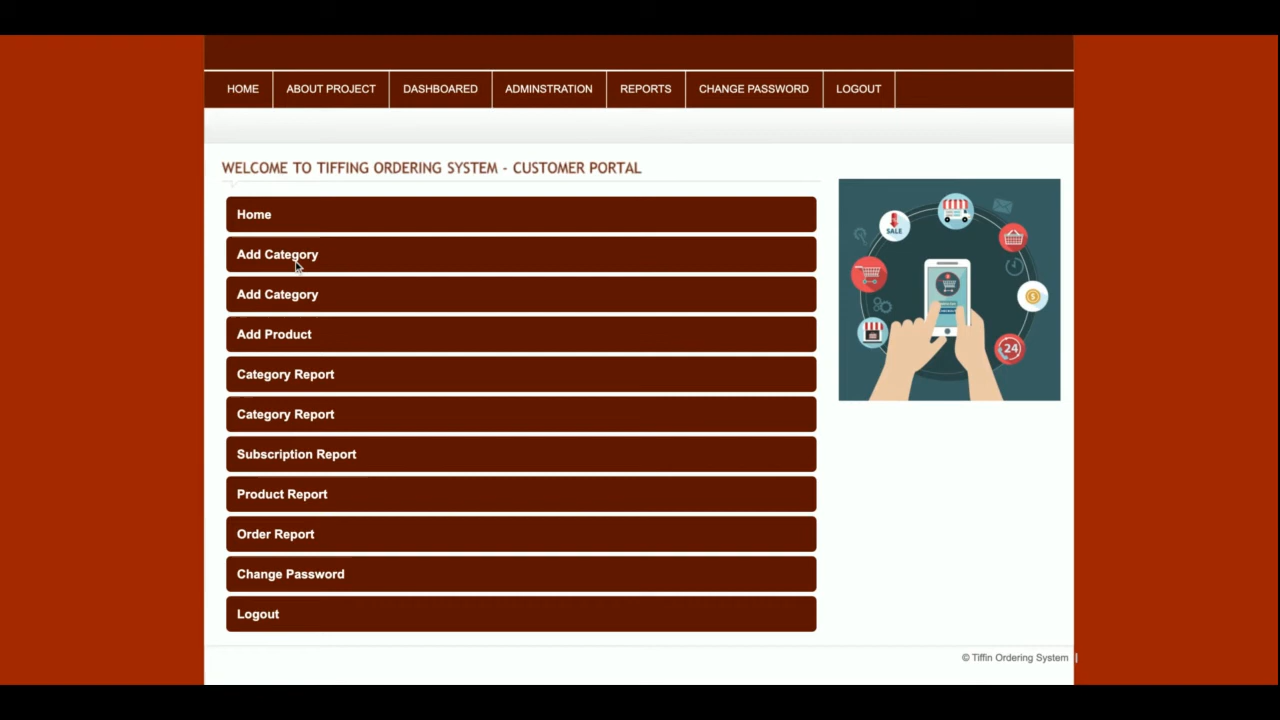 HOME
ABOUT PROJECT
DASHBOARED
ADMINSTRATION
REPORTS
CHANGE PASSWORD
LOGOUT
WELCOME TO TIFFING ORDERING SYSTEM - CUSTOMER PORTAL
Home
Add Category
Add Category
Add Product
Category Report
Category Report
Subscription Report
Product Report
Order Report
Change Password
Logout
SALE
24
© Tiffin Ordering System |